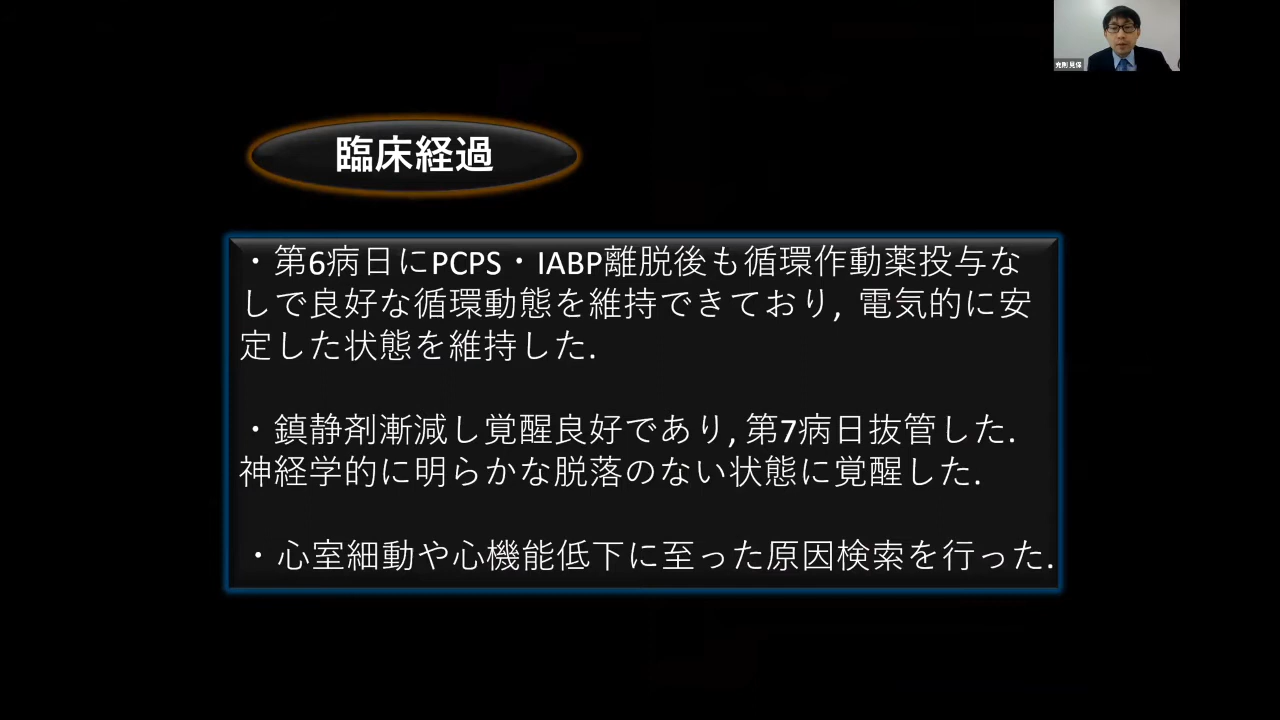 臨床経過
・第6病日にPCPS・IABP離脱後も循環作動薬投与な
しで良好な循環動態を維持できており, 電気的に安
定した状態を維持した.
・鎮静剤漸減し覚醒良好であり, 第7病日抜管した.
神経学的に明らかな脱落のない状態に覚醒した.
・心室細動や心機能低下に至った原因検索を行った.